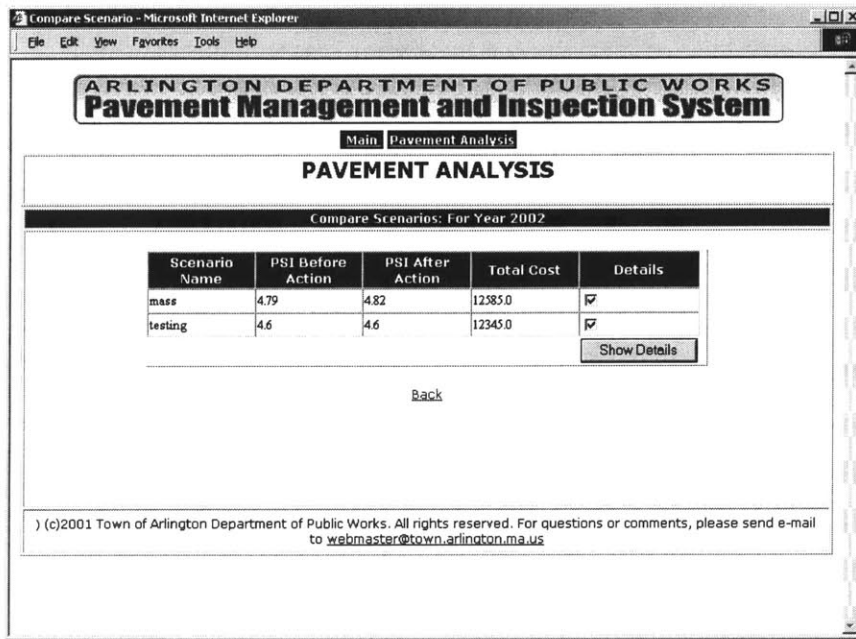 Compare Scenario - Microsoft Internet Explorer
File Edit View Favorites Tools Help
ARLINGTON DEPARTMENT OF PUBLIC WORKS
Pavement Management and Inspection System
Main Pavement Analysis
PAVEMENT ANALYSIS
Compare Scenarios: For Year 2002
Scenario Name PSI Before Action PSI After Action Total Cost Details
mass 4.79 4.82 12585.0
testing 4.6 4.6 12345.0
Show Details
Back
) (c)2001 Town of Arlington Department of Public Works. All rights reserved. For questions or comments, please send e-mail
to webmaster@town.arlington.ma.us